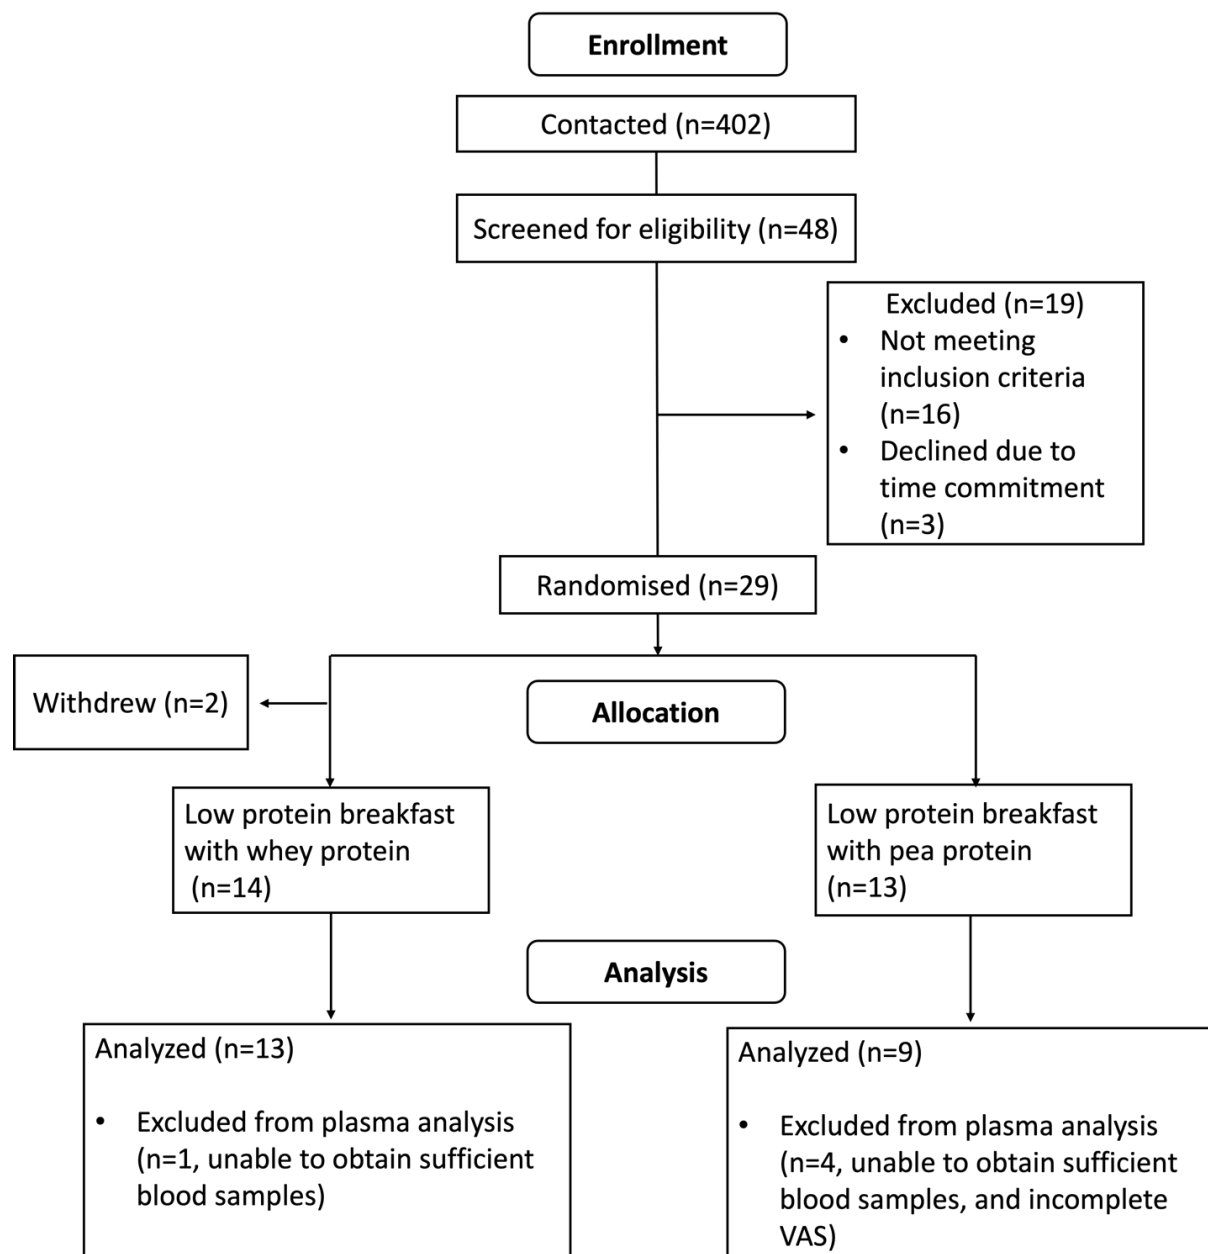 Enrollment
Contacted (n=402)
Screened for eligibility (n=48)
Excluded (n=19)
• Not meeting
inclusion criteria
(n=16)
• Declined due to
time commitment
(n=3)
Randomised (n=29)
Withdrew (n=2)
Allocation
Low protein breakfast
with whey protein
(n=14)
Low protein breakfast
with pea protein
(n=13)
Analysis
Analyzed (n=13)
• Excluded from plasma analysis
(n=1, unable to obtain sufficient
blood samples)
Analyzed (n=9)
• Excluded from plasma analysis
(n=4, unable to obtain sufficient
blood samples, and incomplete
VAS)